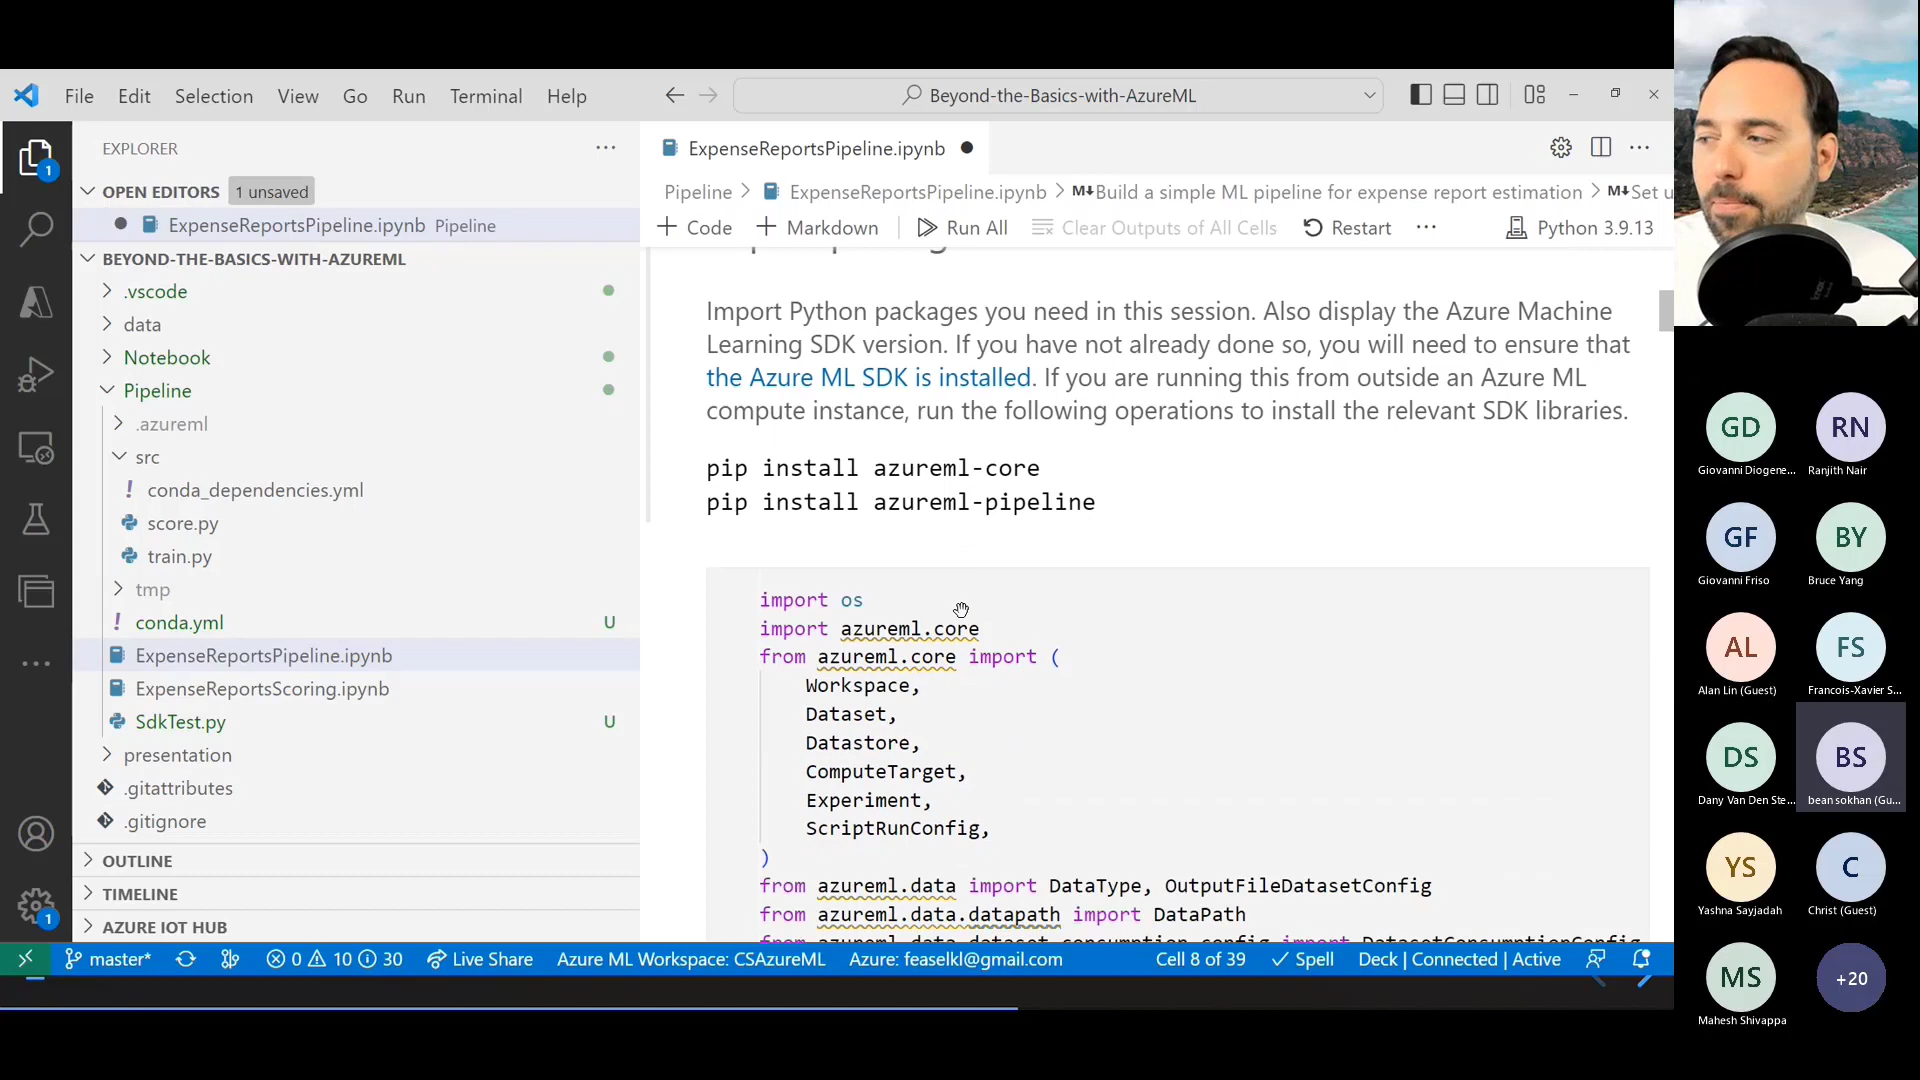 File Edit Selection View Go Run Terminal Help
Beyond-the-Basics-with-AzureML
EXPLORER
OPEN EDITORS 1 unsaved
ExpenseReportsPipeline.ipynb Pipeline
BEYOND-THE-BASICS-WITH-AZUREML
.vscode
data
Notebook
Pipeline
.azureml
src
conda_dependencies.yml
score.py
train.py
tmp
conda.yml U
ExpenseReportsPipeline.ipynb
ExpenseReportsScoring.ipynb
SdkTest.py U
presentation
.gitattributes
.gitignore
OUTLINE
TIMELINE
AZURE IOT HUB
1
1
ExpenseReportsPipeline.ipynb
Pipeline > ExpenseReportsPipeline.ipynb > M↓Build a simple ML pipeline for expense report estimation > M↓Set u
Code Markdown Run All Clear Outputs of All Cells Restart Python 3.9.13
Import Python packages you need in this session. Also display the Azure Machine
Learning SDK version. If you have not already done so, you will need to ensure that
the Azure ML SDK is installed. If you are running this from outside an Azure ML
compute instance, run the following operations to install the relevant SDK libraries.
pip install azureml-core
pip install azureml-pipeline
import os
import azureml.core
from azureml.core import (
Workspace,
Dataset,
Datastore,
ComputeTarget,
Experiment,
ScriptRunConfig,
)
from azureml.data import DataType, OutputFileDatasetConfig
from azureml.data.datapath import DataPath
from azureml.data.dataset_consumption_config import DatasetConsumptionConfig
master* 0 10 30 Live Share Azure ML Workspace: CSAzureML Azure: feaselkl@gmail.com Cell 8 of 39 Spell Deck | Connected | Active
GD RN
Giovanni Diogene... Ranjith Nair
GF BY
Giovanni Friso Bruce Yang
AL FS
Alan Lin (Guest) Francois-Xavier S...
DS BS
Dany Van Den Ste... bean sokhan (Gu...
YS C
Yashna Sayjadah Christ (Guest)
MS +20
Mahesh Shivappa